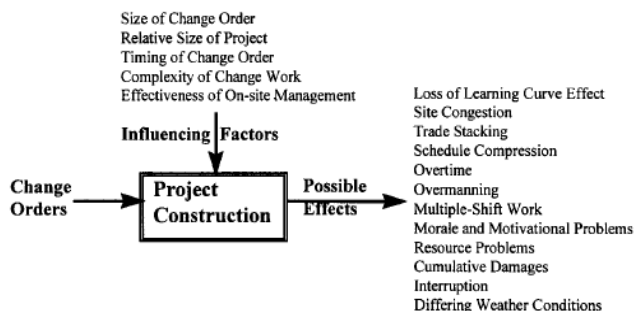 Size of Change Order
Relative Size of Project
Timing of Change Order
Complexity of Change Work
Effectiveness of On-site Management
Influencing Factors
Change
Orders
Project
Construction
Possible
Effects
Loss of Learning Curve Effect
Site Congestion
Trade Stacking
Schedule Compression
Overtime
Overmanning
Multiple-Shift Work
Morale and Motivational Problems
Resource Problems
Cumulative Damages
Interruption
Differing Weather Conditions